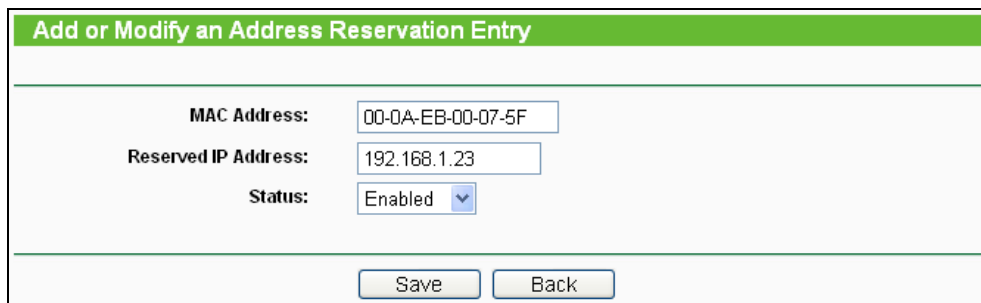 Add or Modify an Address Reservation Entry
MAC Address: 00-0A-EB-00-07-5F
Reserved IP Address: 192.168.1.23
Status: Enabled
Save Back